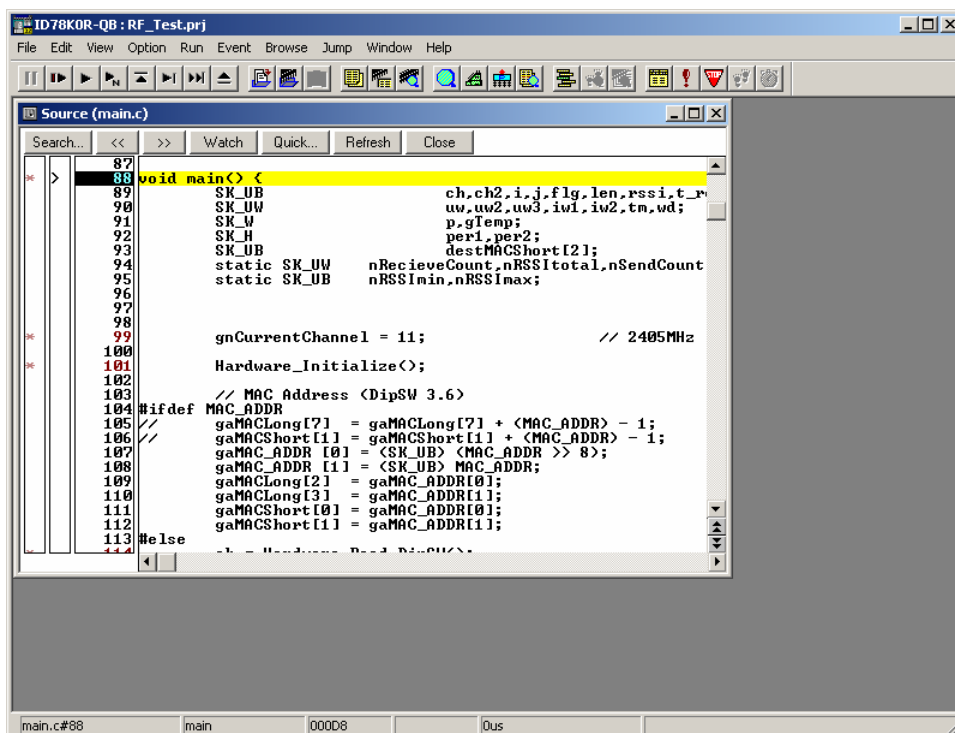 ID78K0R-QB : RF_Test.prj
File Edit View Option Run Event Browse Jump Window Help
Source (main.c)
Search... << >> Watch Quick... Refresh Close
87
* > 88 void main() {
89 SK_UB ch,ch2,i,j,flg,len,rssi,
90 SK_UW uw,uw2,uw3,iw1,iw2,tm,wd;
91 SK_W p,gTemp;
92 SK_H per1,per2;
93 SK_UB destMACShort[2];
94 static SK_UW nRecieveCount,nRSSItotal,nSendCount
95 static SK_UB nRSSImin,nRSSImax;
96
97
98
* 99 gnCurrentChannel = 11; // 2405MHz
100
* 101 Hardware_Initialize();
102
103 // MAC Address (DipSW 3.6)
104 #ifdef MAC_ADDR
105 // gaMACLong[7] = gaMACLong[7] + (MAC_ADDR) - 1;
106 // gaMACShort[1] = gaMACShort[1] + (MAC_ADDR) - 1;
107 gaMAC_ADDR [0] = (SK_UB) (MAC_ADDR >> 8);
108 gaMAC_ADDR [1] = (SK_UB) MAC_ADDR;
109 gaMACLong[2] = gaMAC_ADDR[0];
110 gaMACLong[3] = gaMAC_ADDR[1];
111 gaMACShort[0] = gaMAC_ADDR[0];
112 gaMACShort[1] = gaMAC_ADDR[1];
113 #else
main.c#88 main 000D8 0us